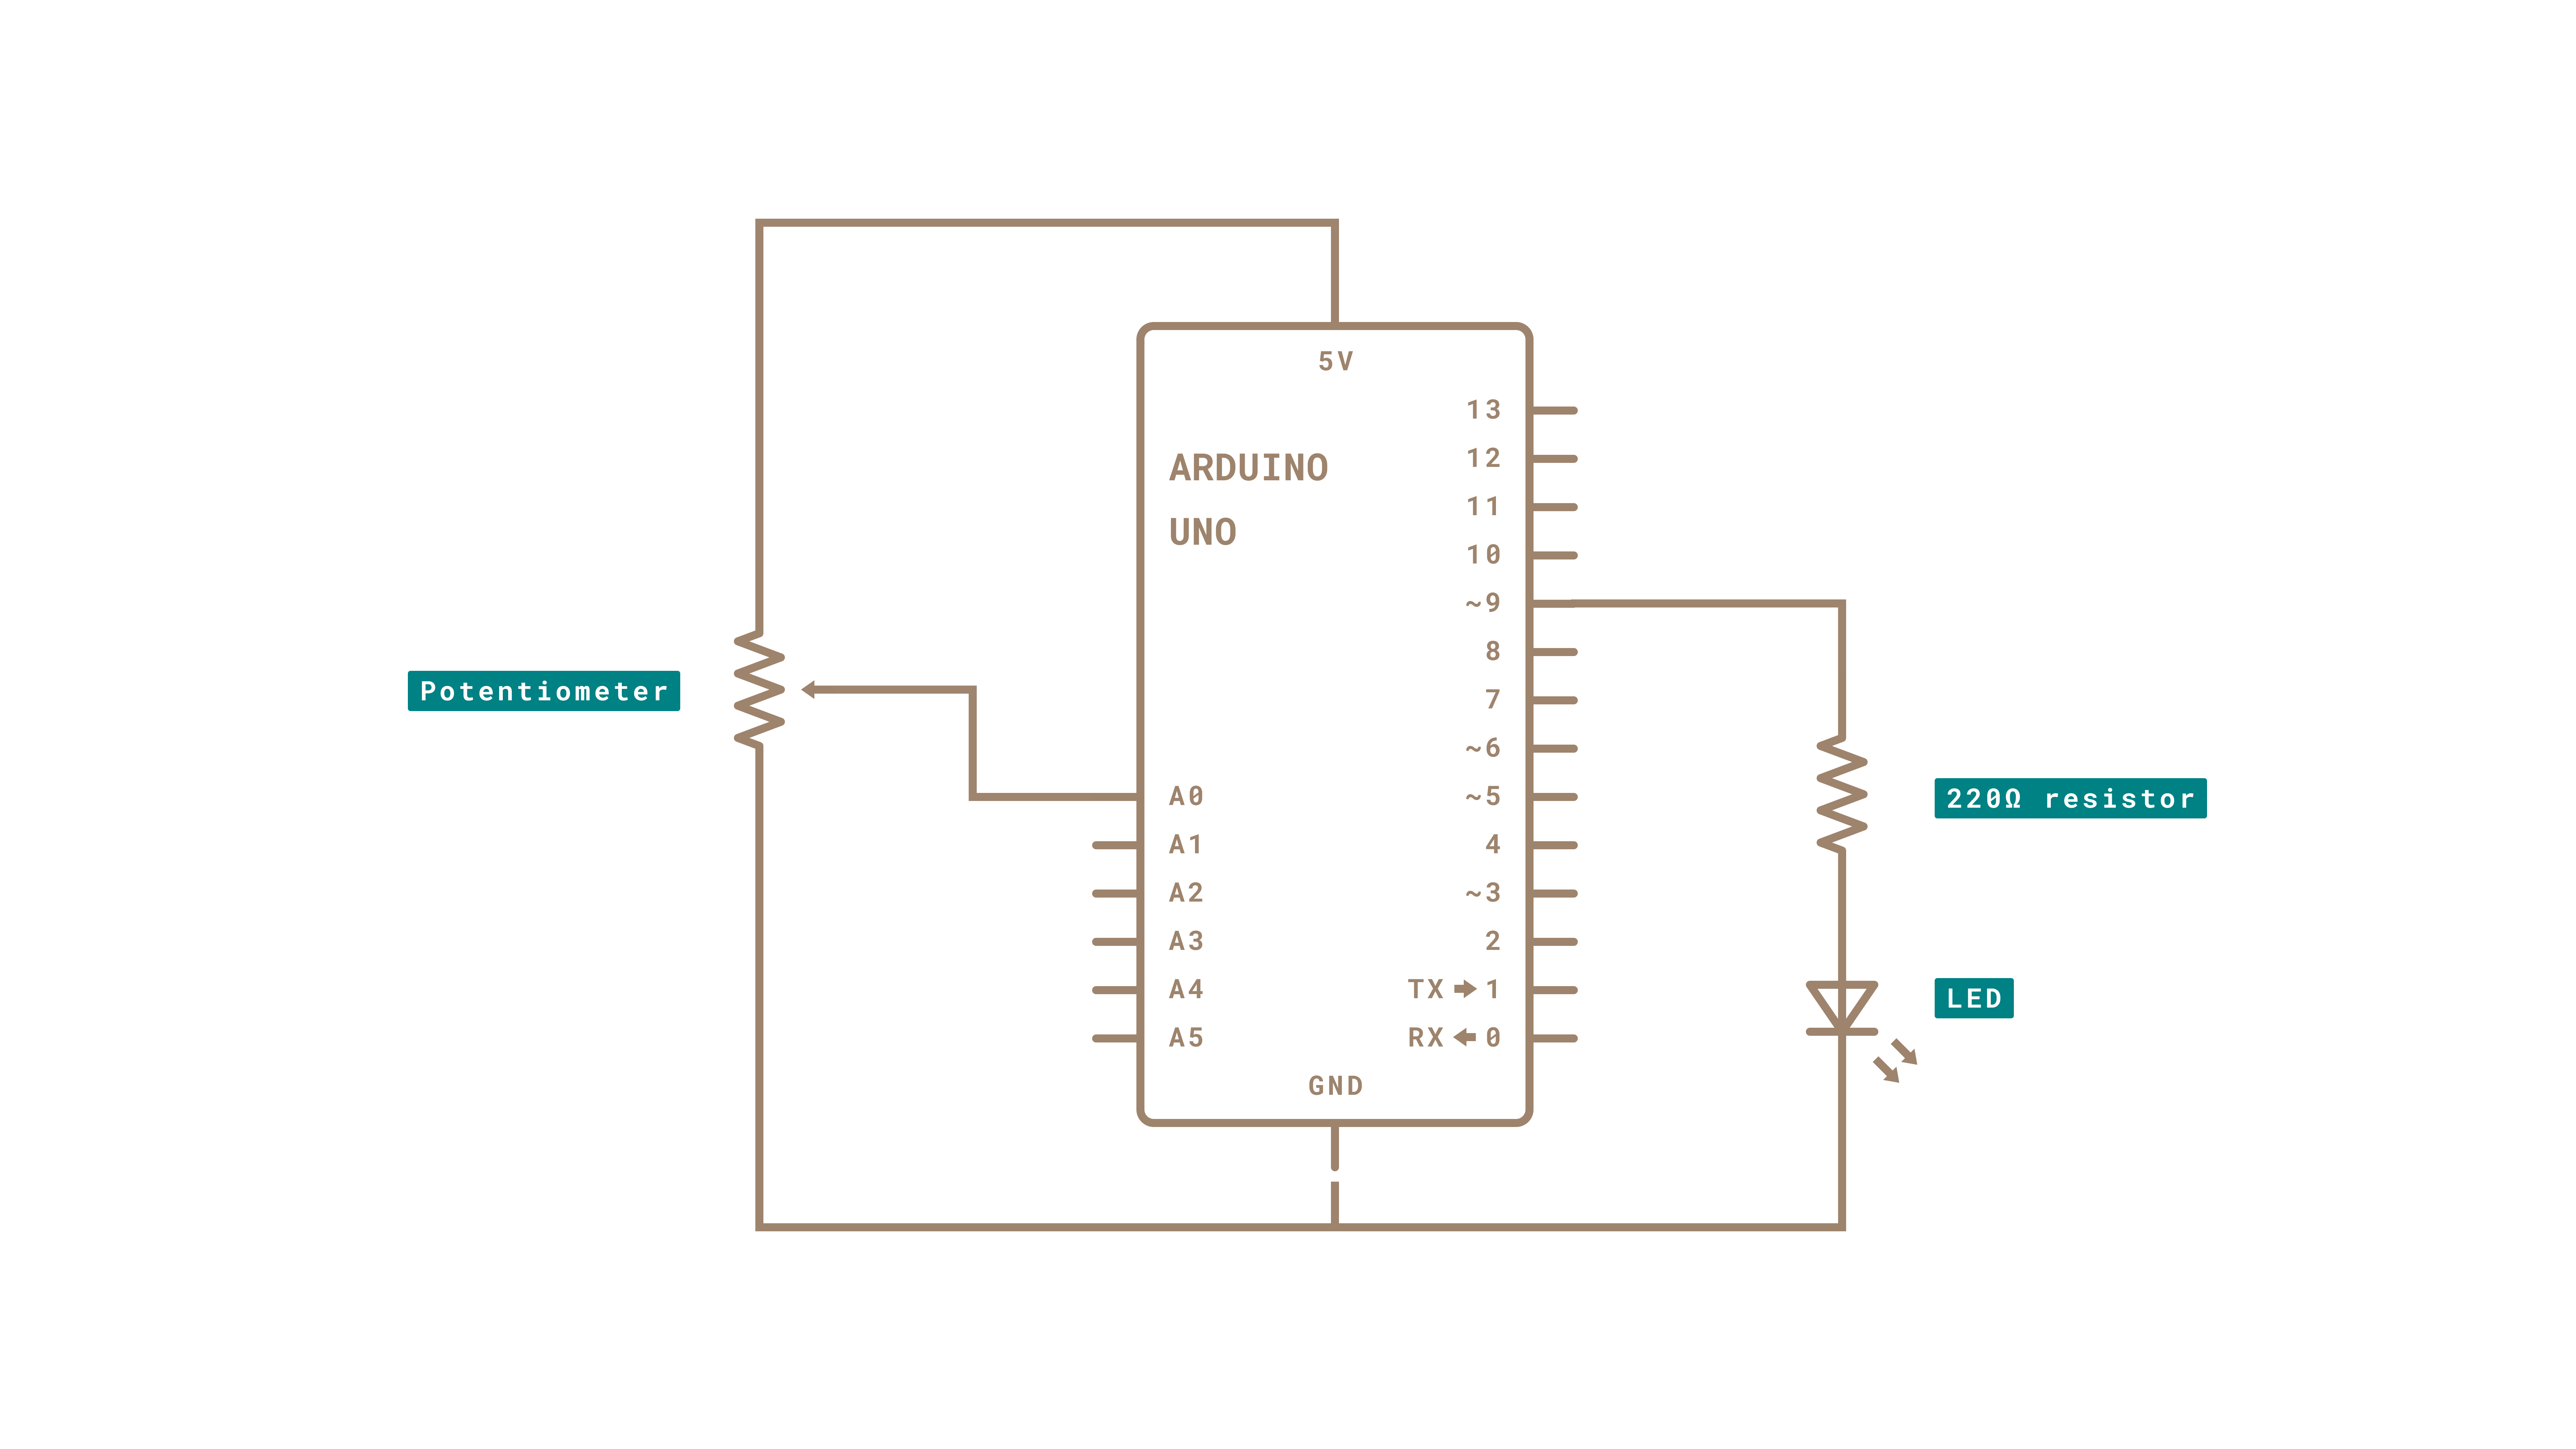 5V
13
ARDUINO
12
11
UNO
10
~9
8
Potentiometer
7
~6
A0
~5
220Ω resistor
A1
4
A2
~3
A3
2
A4
TX → 1
LED
A5
RX ← 0
GND